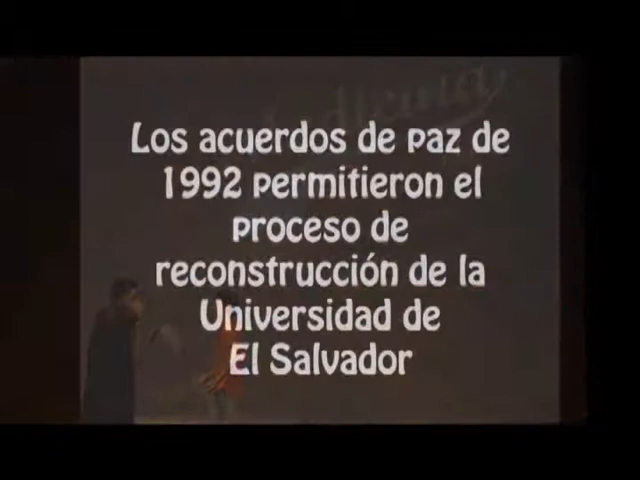 Los acuerdos de paz de
1992 permitieron el
proceso de
reconstrucción de la
Universidad de
El Salvador